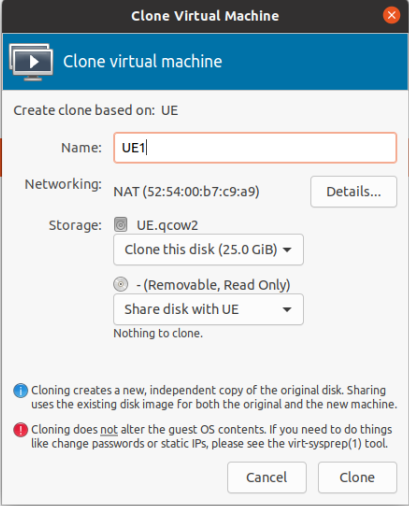 Clone Virtual Machine
Clone virtual machine
Create clone based on: UE
Name: UE1
Networking: NAT (52:54:00:b7:c9:a9) Details...
Storage: UE.qcow2
Clone this disk (25.0 GiB)
- (Removable, Read Only)
Share disk with UE
Nothing to clone.
Cloning creates a new, independent copy of the original disk. Sharing
uses the existing disk image for both the original and the new machine.
Cloning does not alter the guest OS contents. If you need to do things
like change passwords or static IPs, please see the virt-sysprep(1) tool.
Cancel Clone